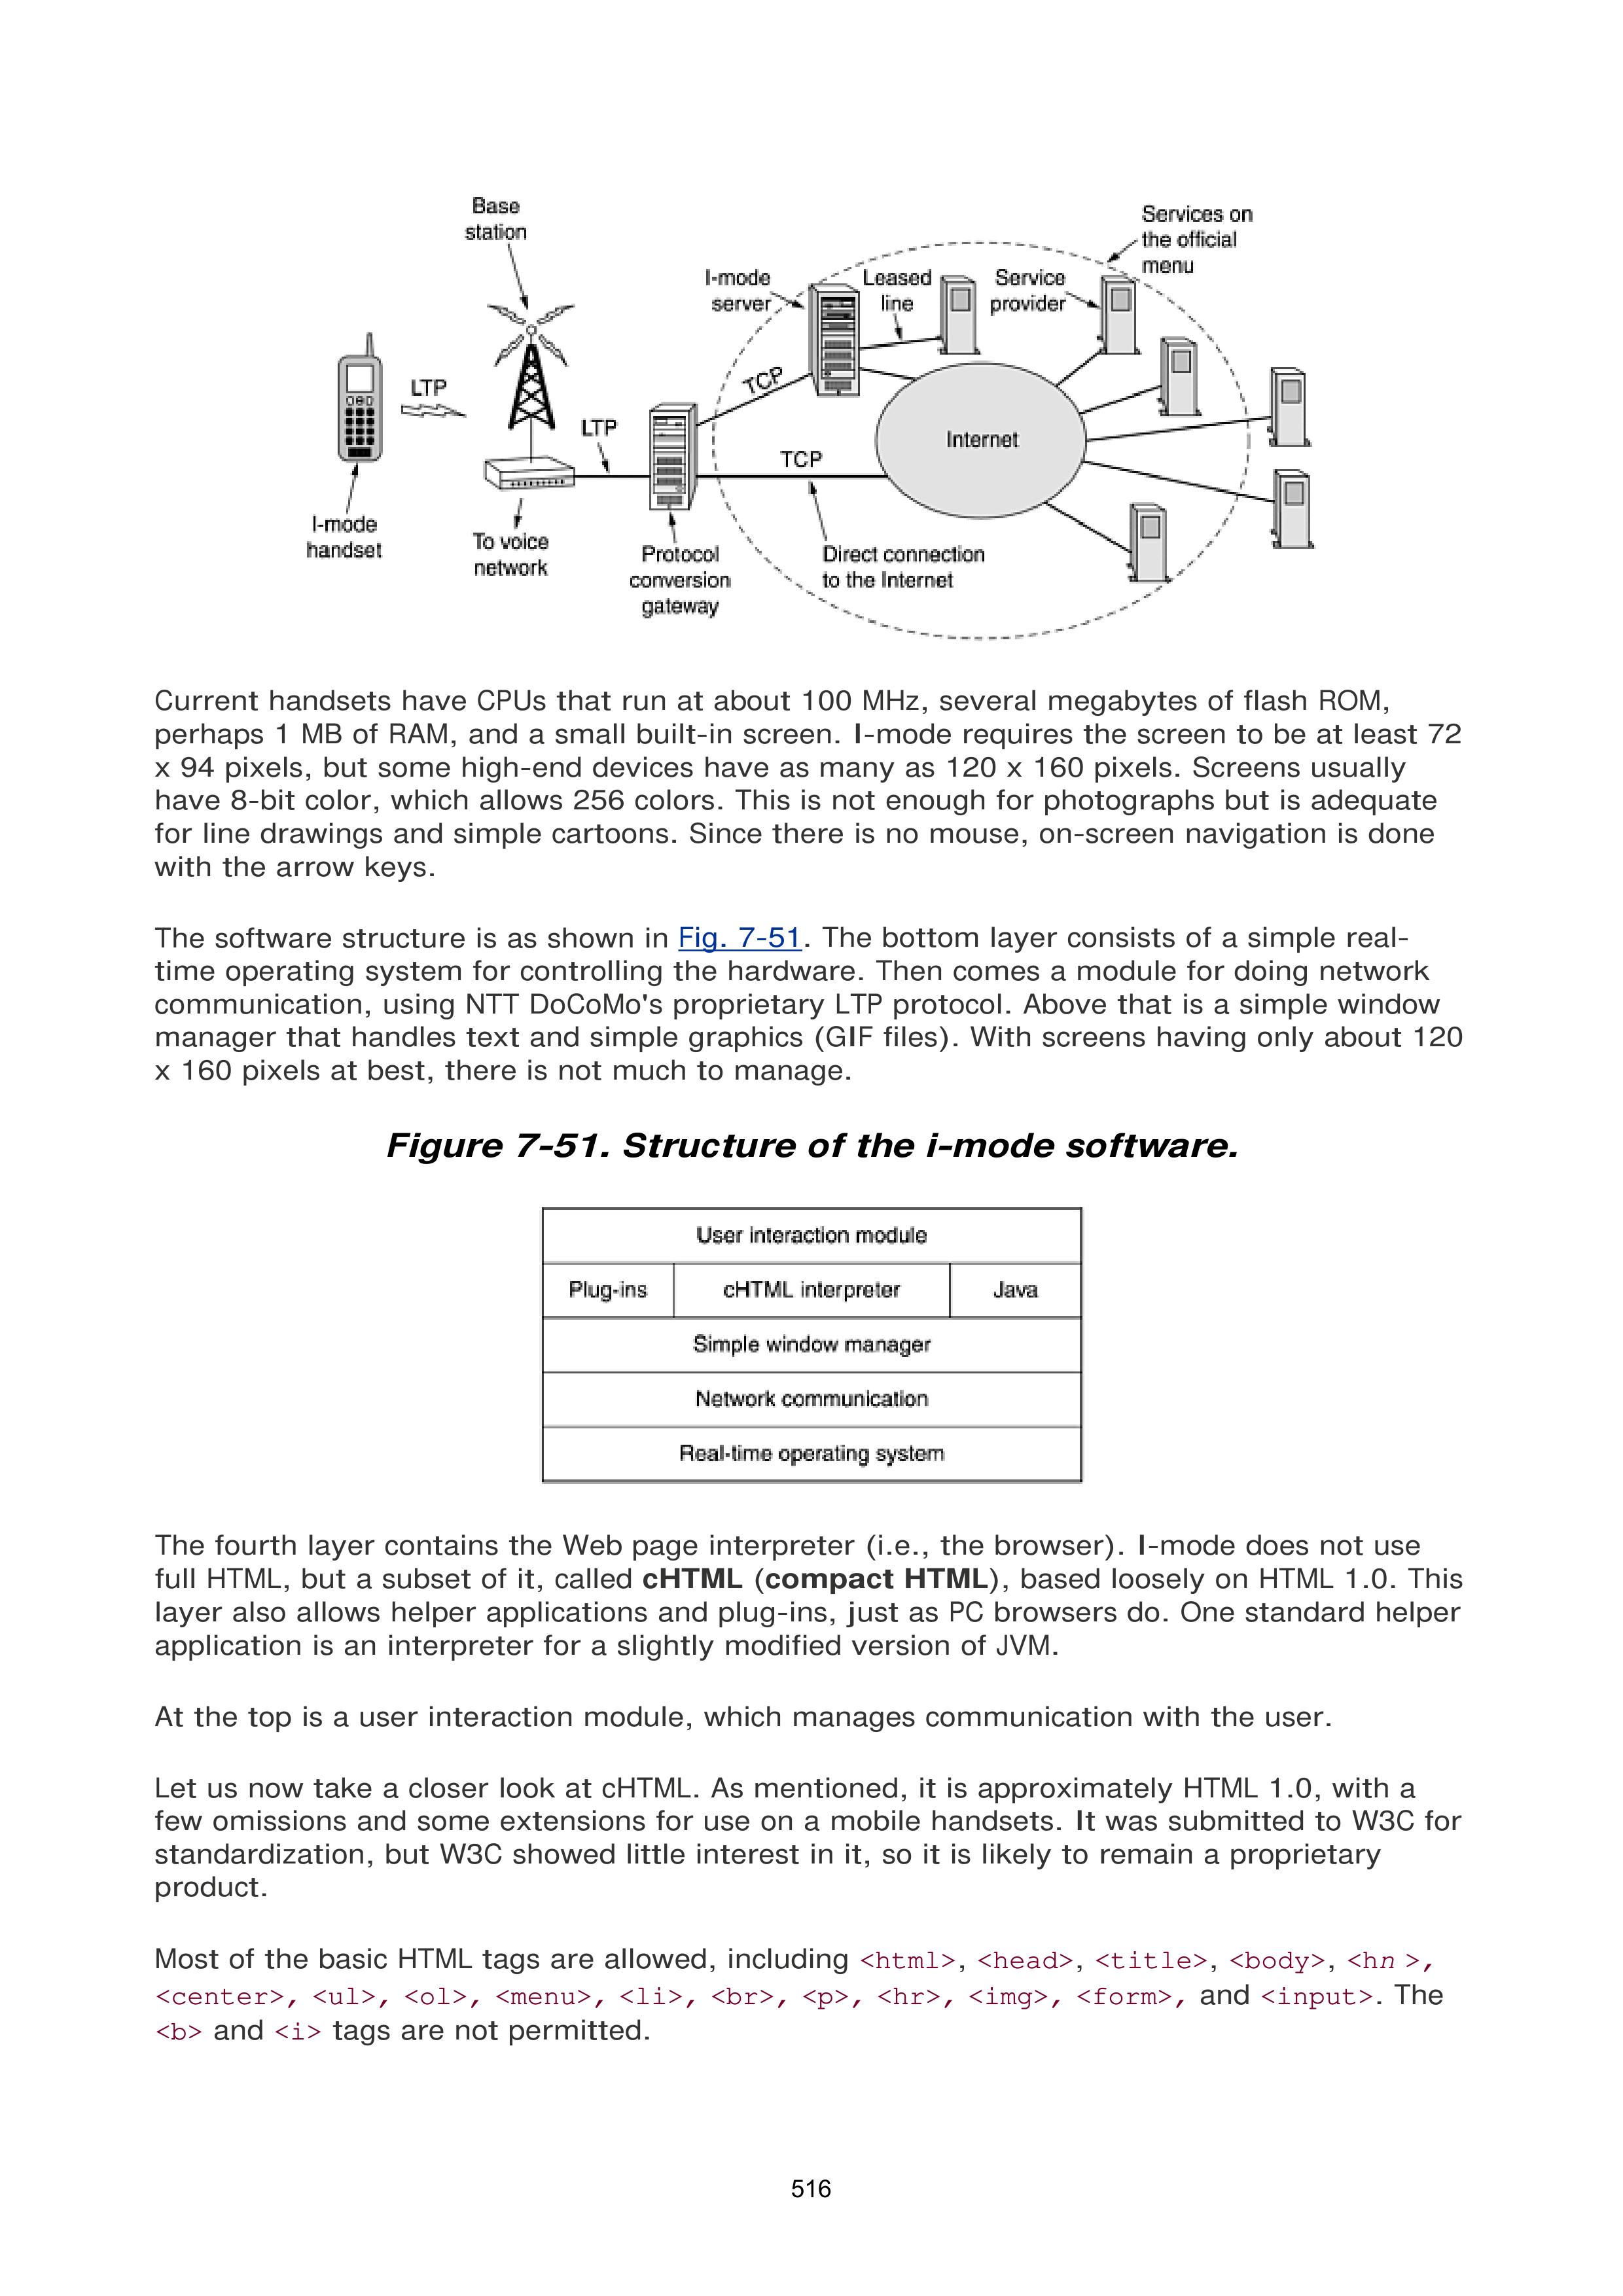 Base
station
Services on
the official
menu
I-mode
server
Leased
line
Service
provider
LTP
TCP
LTP
Internet
TCP
I-mode
handset
To voice
network
Protocol
conversion
gateway
Direct connection
to the Internet
Current handsets have CPUs that run at about 100 MHz, several megabytes of flash ROM,
perhaps 1 MB of RAM, and a small built-in screen. I-mode requires the screen to be at least 72
x 94 pixels, but some high-end devices have as many as 120 x 160 pixels. Screens usually
have 8-bit color, which allows 256 colors. This is not enough for photographs but is adequate
for line drawings and simple cartoons. Since there is no mouse, on-screen navigation is done
with the arrow keys.
The software structure is as shown in Fig. 7-51. The bottom layer consists of a simple real-
time operating system for controlling the hardware. Then comes a module for doing network
communication, using NTT DoCoMo's proprietary LTP protocol. Above that is a simple window
manager that handles text and simple graphics (GIF files). With screens having only about 120
x 160 pixels at best, there is not much to manage.
Figure 7-51. Structure of the i-mode software.
User interaction module
Plug-ins cHTML interpreter Java
Simple window manager
Network communication
Real-time operating system
The fourth layer contains the Web page interpreter (i.e., the browser). I-mode does not use
full HTML, but a subset of it, called cHTML (compact HTML), based loosely on HTML 1.0. This
layer also allows helper applications and plug-ins, just as PC browsers do. One standard helper
application is an interpreter for a slightly modified version of JVM.
At the top is a user interaction module, which manages communication with the user.
Let us now take a closer look at cHTML. As mentioned, it is approximately HTML 1.0, with a
few omissions and some extensions for use on a mobile handsets. It was submitted to W3C for
standardization, but W3C showed little interest in it, so it is likely to remain a proprietary
product.
Most of the basic HTML tags are allowed, including <html>, <head>, <title>, <body>, <hn >,
<center>, <ul>, <ol>, <menu>, <li>, <br>, <p>, <hr>, <img>, <form>, and <input>. The
<b> and <i> tags are not permitted.
516